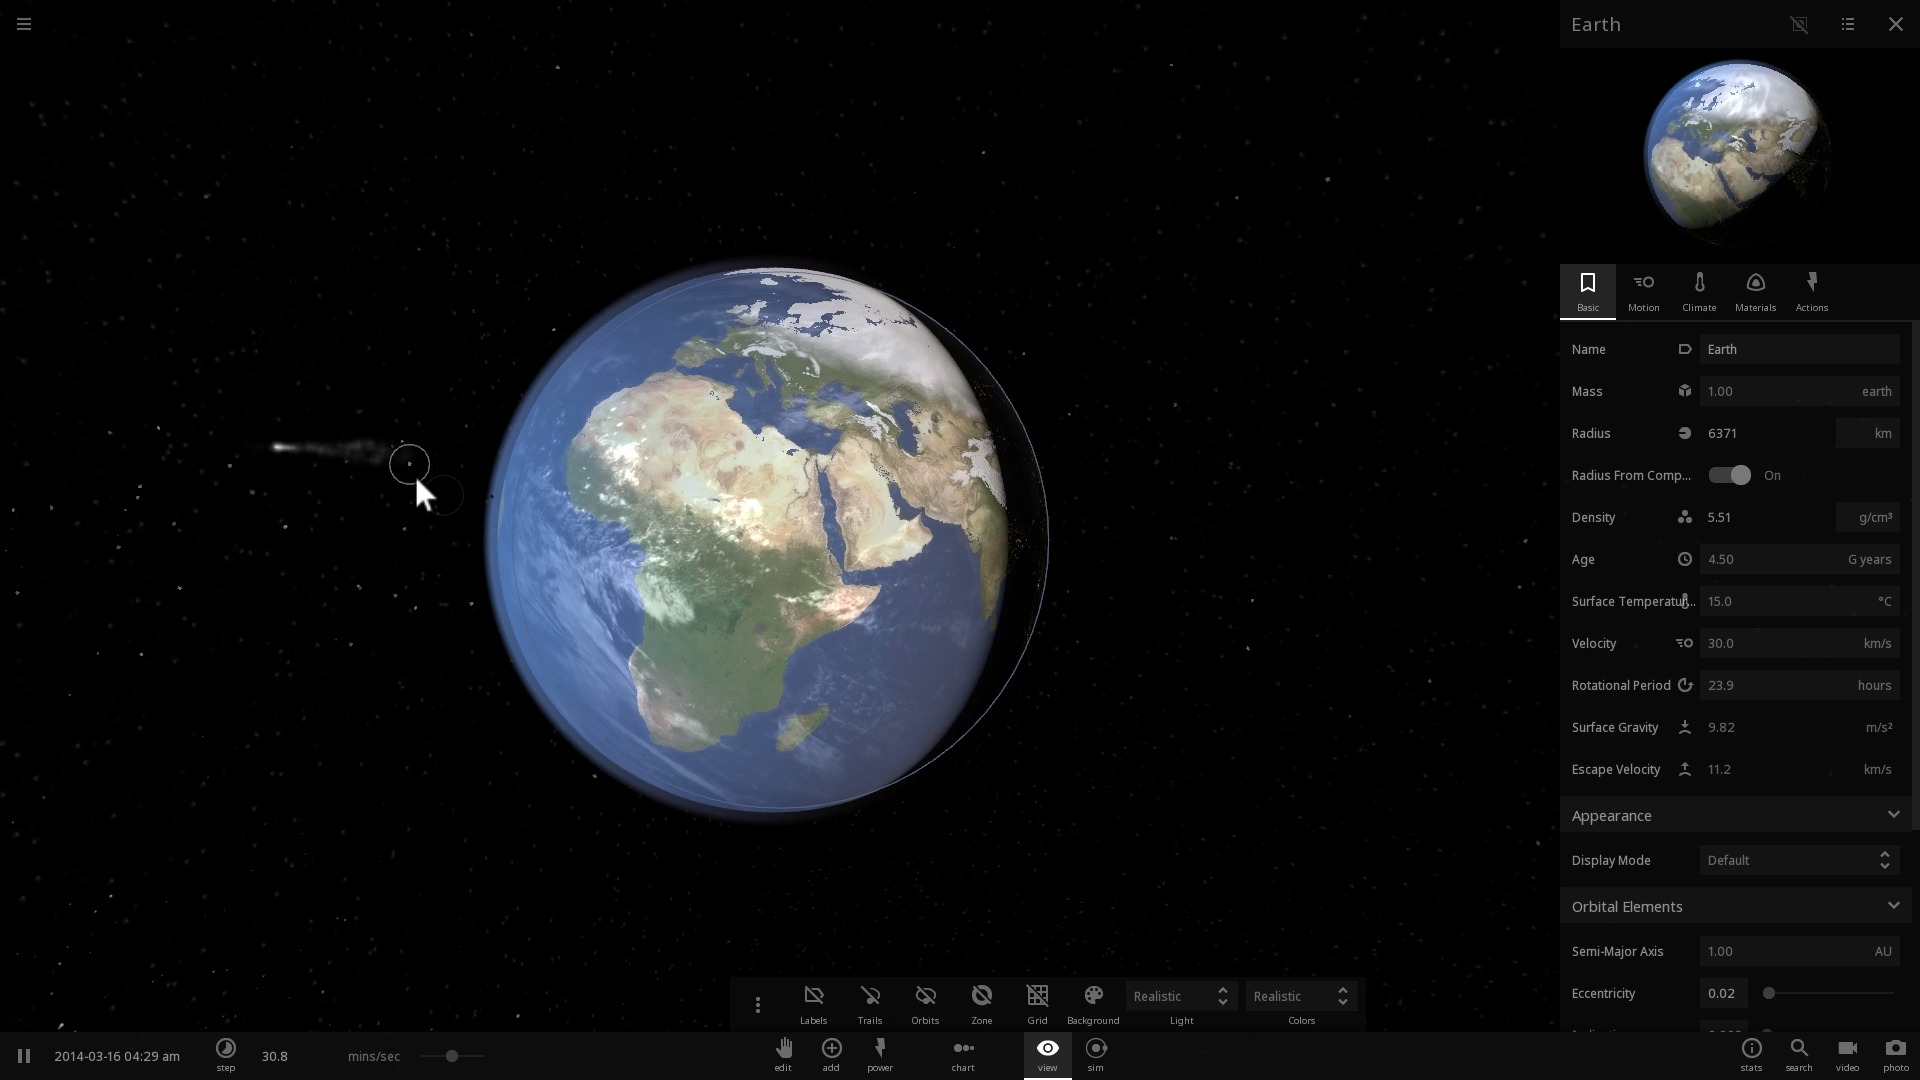 Earth
Basic
Motion
Climate
Materials
Actions
Name Earth
Mass 1.00 earth
Radius 6371 km
Radius From Comp... On
Density 5.51 g/cm³
Age 4.50 G years
Surface Temperatur... 15.0 °C
Velocity 30.0 km/s
Rotational Period 23.9 hours
Surface Gravity 9.82 m/s²
Escape Velocity 11.2 km/s
Appearance
Display Mode Default
Orbital Elements
Semi-Major Axis 1.00 AU
Eccentricity 0.02
Realistic Realistic
Labels Trails Orbits Zone Grid Background Light Colors
2014-03-16 04:29 am step 30.8 mins/sec edit add power chart view sim stats search video photo